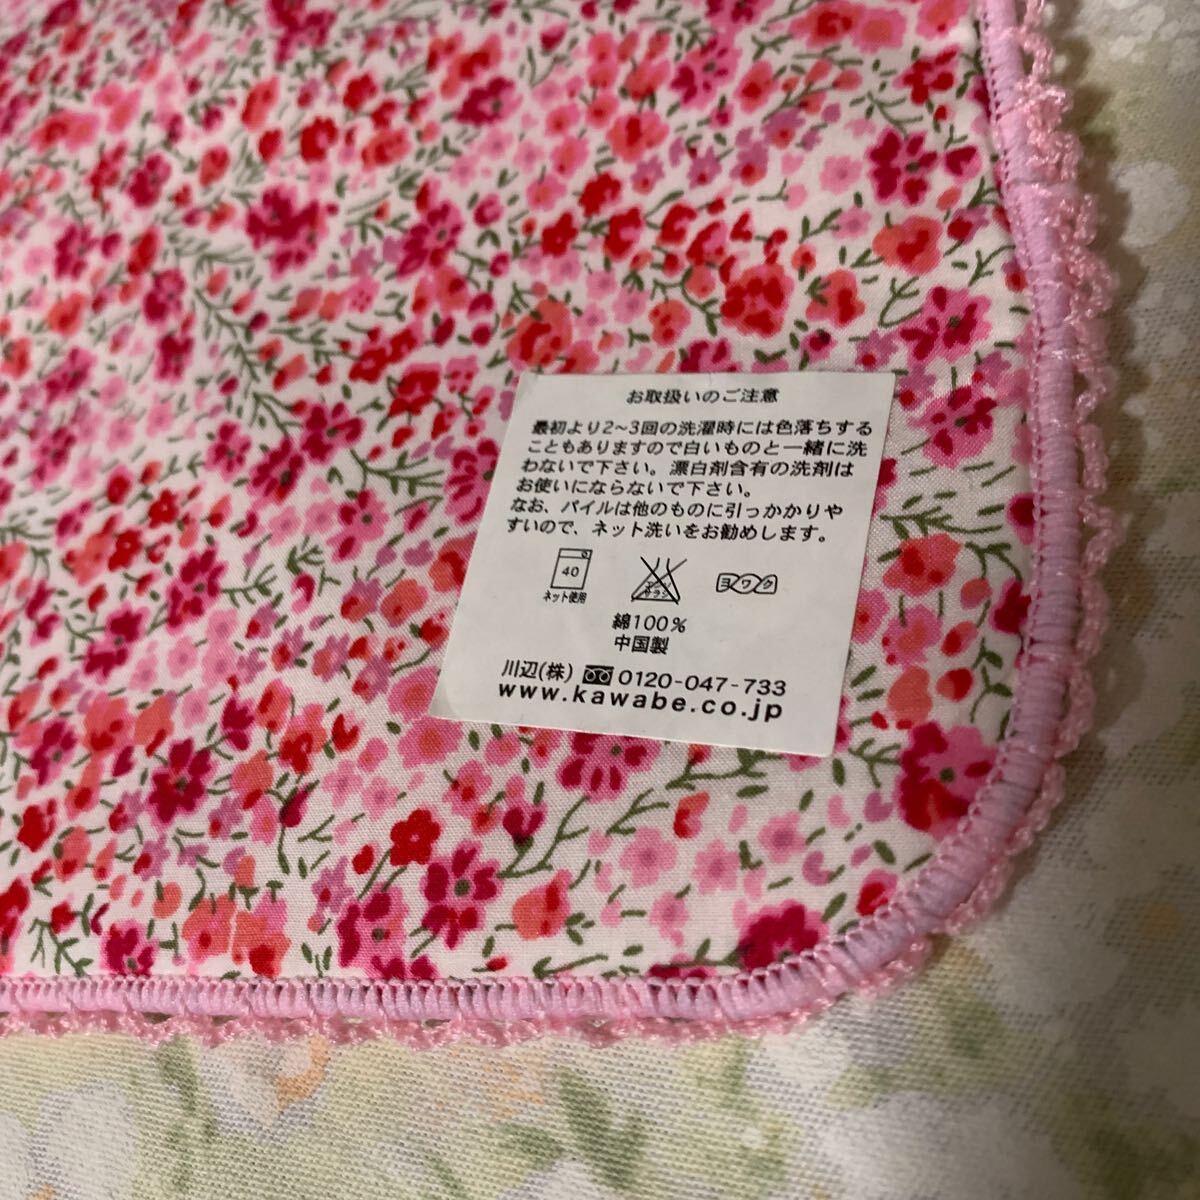 お取扱いのご注意
最初より2~3回の洗濯時には色落ちする
こともありますので白いものと一緒に洗
わないで下さい。漂白剤含有の洗剤は
お使いにならないで下さい。
なお、パイルは他のものに引っかかりや
すいので、ネット洗いをお勧めします。
40
ネット使用
エンソ
サラシ
ヨワク
綿100%
中国製
川辺(株) 0120-047-733
www.kawabe.co.jp